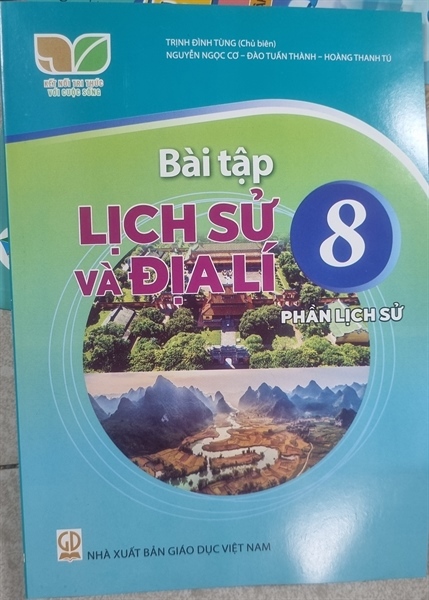 TRỊNH ĐÌNH TÙNG (Chủ biên)
NGUYỄN NGỌC CƠ – ĐÀO TUẤN THÀNH – HOÀNG THANH TÚ
KẾT NỐI TRI THỨC
VỚI CUỘC SỐNG
Bài tập
LỊCH SỬ
VÀ ĐỊA LÍ
8
PHẦN LỊCH SỬ
GD
NHÀ XUẤT BẢN GIÁO DỤC VIỆT NAM